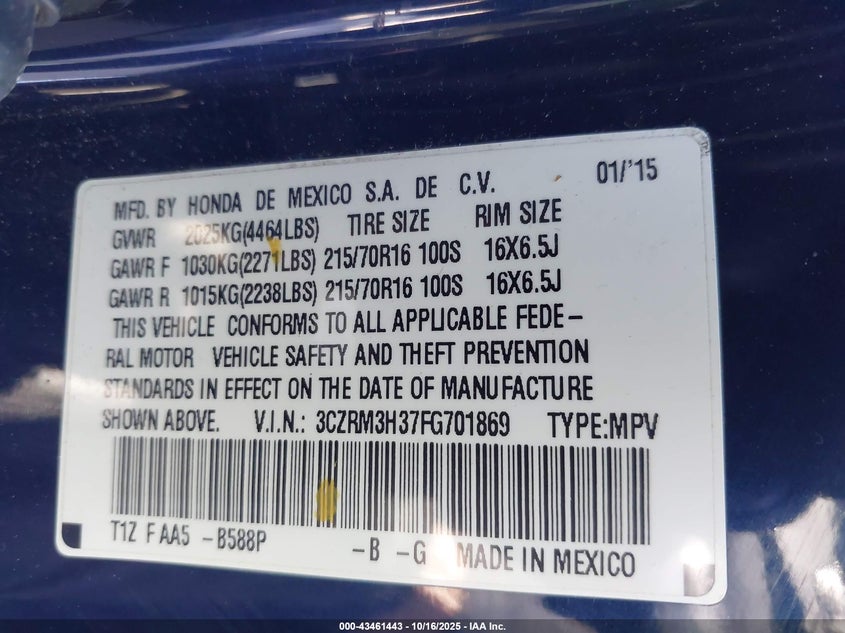 MFD. BY HONDA DE MEXICO S.A. DE C.V. 01/'15
GVWR 2025KG(4464LBS) TIRE SIZE RIM SIZE
GAWR F 1030KG(2271LBS) 215/70R16 100S 16X6.5J
GAWR R 1015KG(2238LBS) 215/70R16 100S 16X6.5J
THIS VEHICLE CONFORMS TO ALL APPLICABLE FEDE-
RAL MOTOR VEHICLE SAFETY AND THEFT PREVENTION
STANDARDS IN EFFECT ON THE DATE OF MANUFACTURE
SHOWN ABOVE. V.I.N.: 3CZRM3H37FG701869 TYPE:MPV
T1Z F AA5 -B588P -B -G MADE IN MEXICO
000-43461443 - 10/16/2025 - IAA Inc.